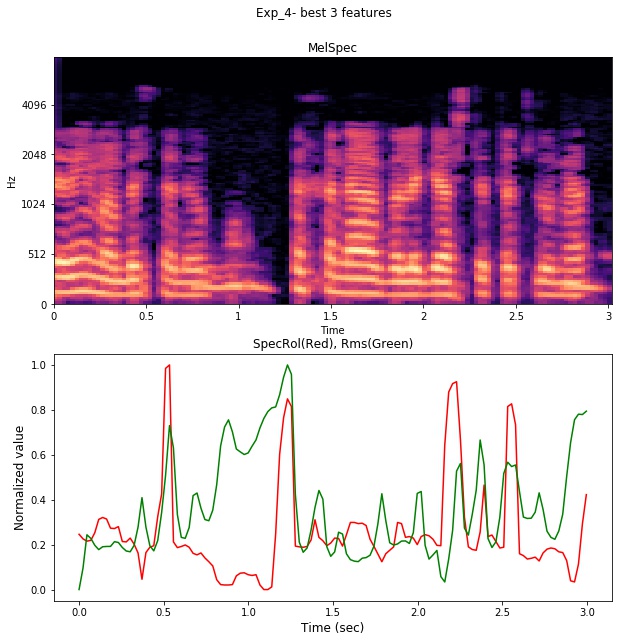 Exp_4- best 3 features
MelSpec
4096
2048
1024
512
0
Hz
0 0.5 1 1.5 2 2.5 3
Time
SpecRol(Red), Rms(Green)
1.0
0.8
0.6
0.4
0.2
0.0
Normalized value
0.0 0.5 1.0 1.5 2.0 2.5 3.0
Time (sec)